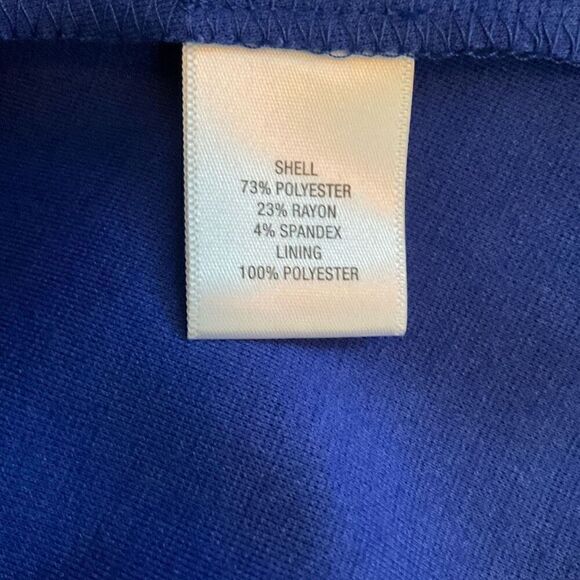 SHELL
73% POLYESTER
23% RAYON
4% SPANDEX
LINING
100% POLYESTER